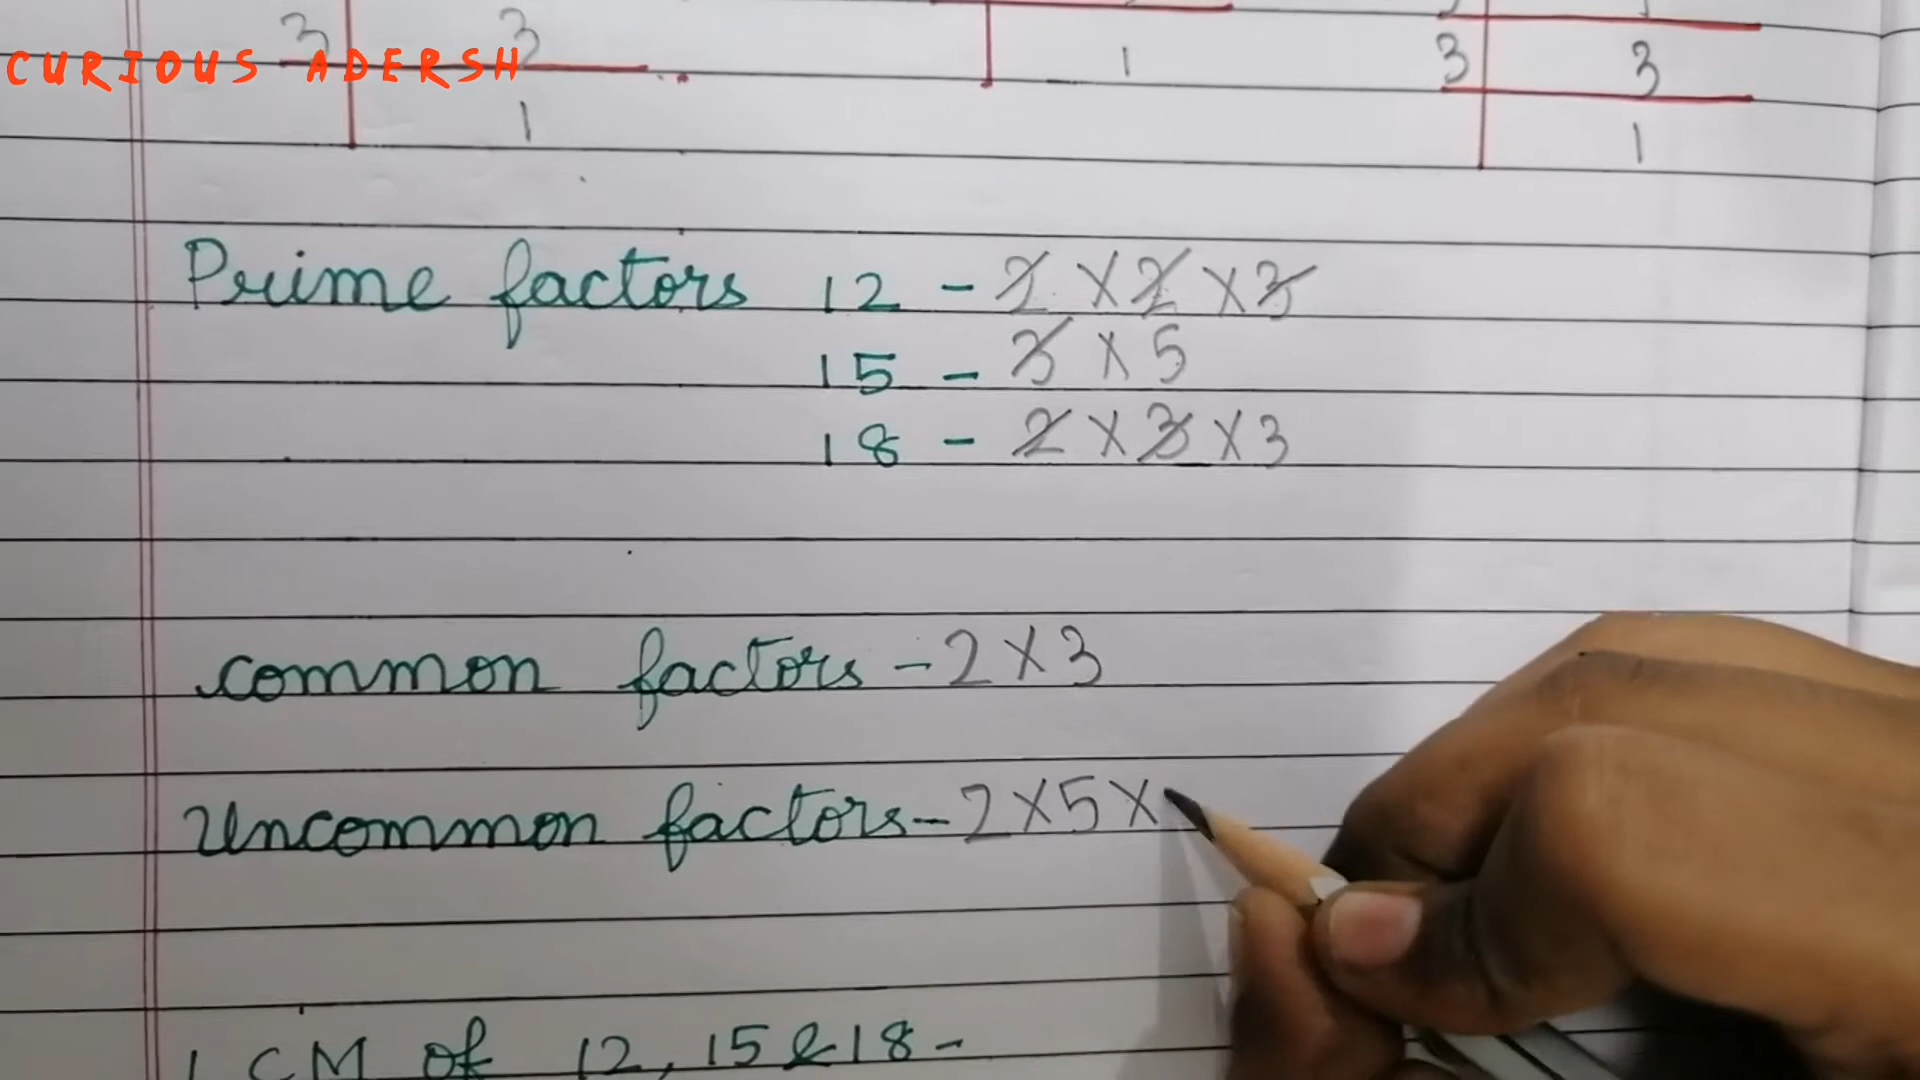 CURIOUS ADERSH
3 3
1
1
3 3
1
Prime factors 12 - 2 × 2 × 3
15 - 3 × 5
18 - 2 × 3 × 3
common factors - 2 × 3
Uncommon factors - 2 × 5 ×
LCM of 12, 15 & 18 -